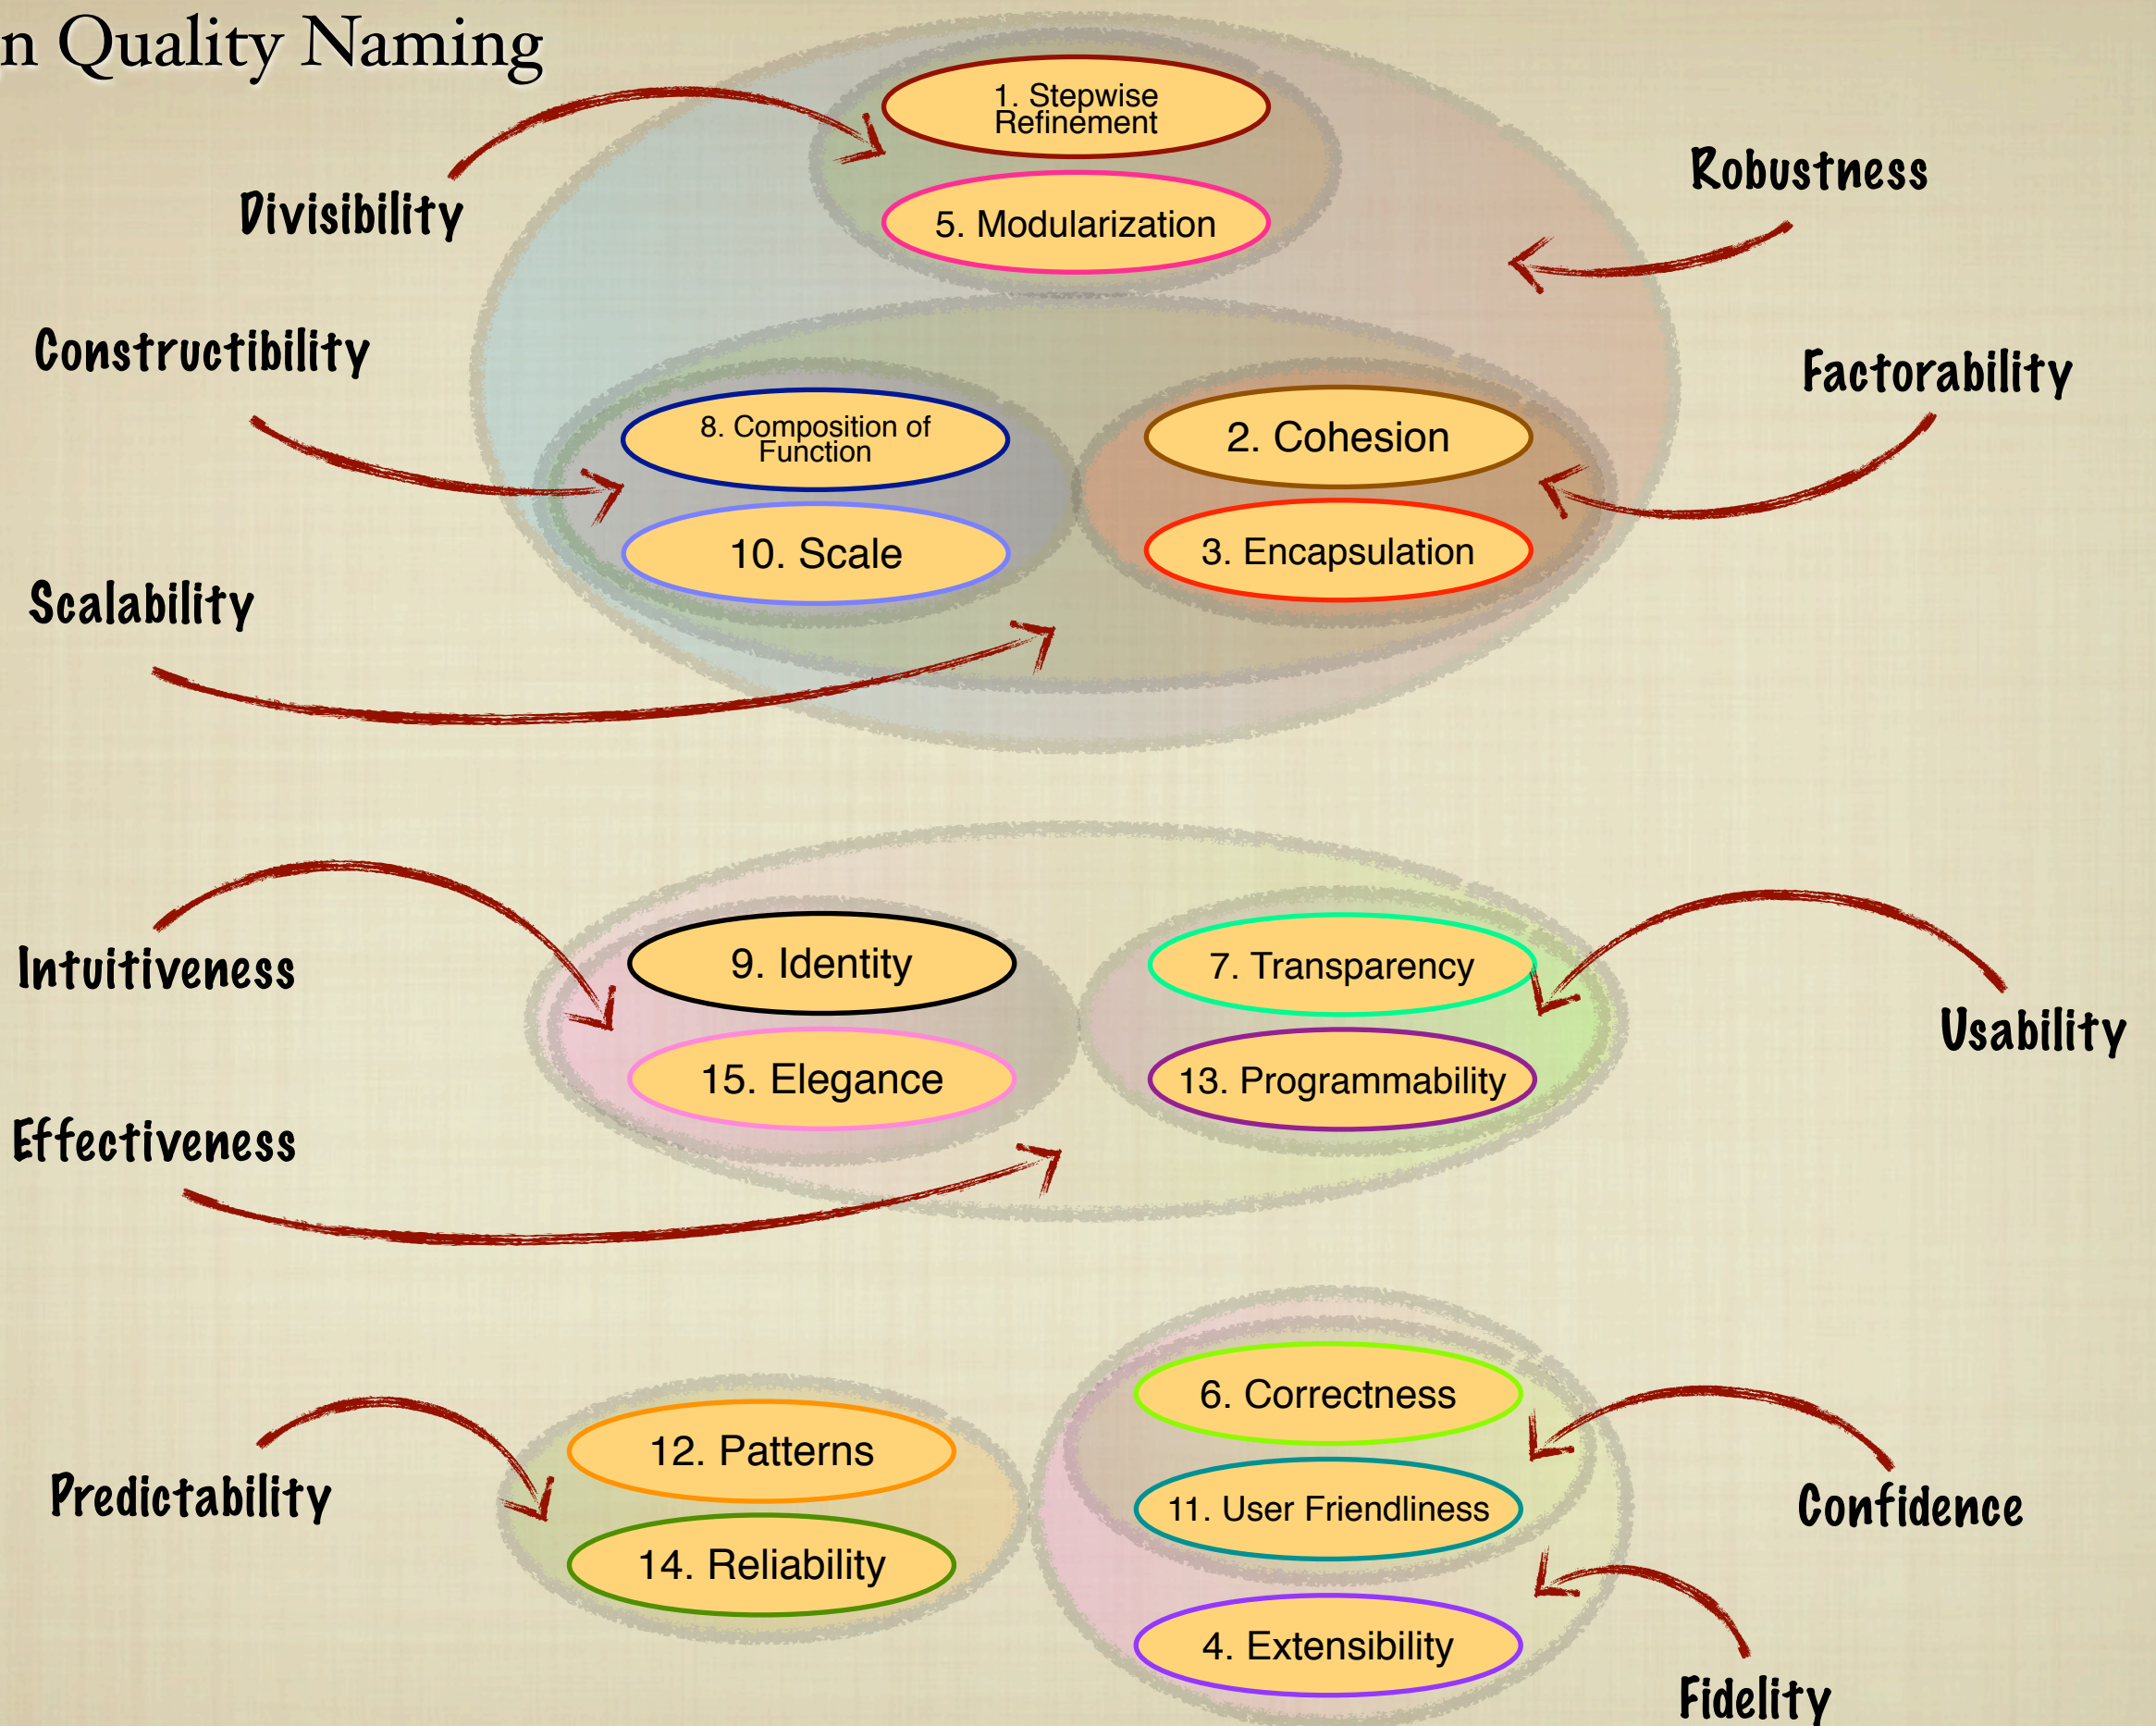 n Quality Naming
1. Stepwise
Refinement
Robustness
Divisibility
5. Modularization
Constructibility
Factorability
8. Composition of
Function
2. Cohesion
10. Scale
3. Encapsulation
Scalability
9. Identity
7. Transparency
Intuitiveness
Usability
15. Elegance
13. Programmability
Effectiveness
6. Correctness
12. Patterns
Predictability
11. User Friendliness
Confidence
14. Reliability
4. Extensibility
Fidelity